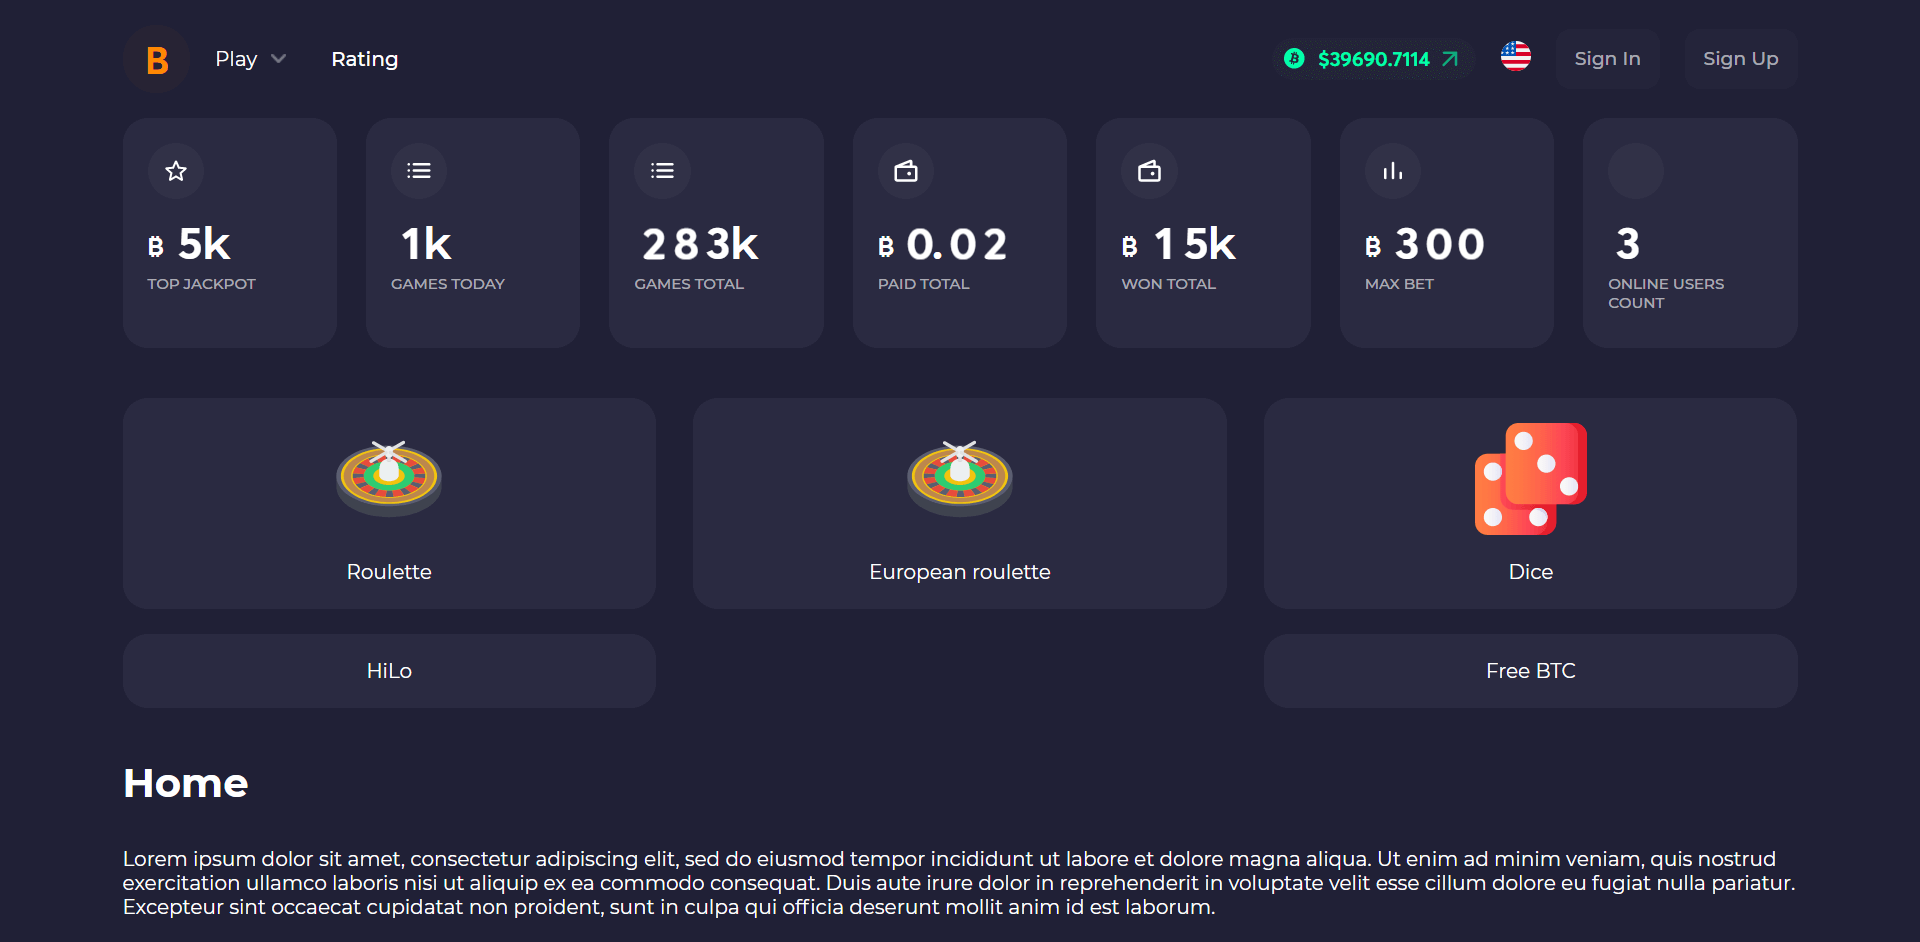 B Play Rating $39690.7114 Sign In Sign Up
₿ 5k
TOP JACKPOT
1k
GAMES TODAY
283k
GAMES TOTAL
₿ 0.02
PAID TOTAL
₿ 15k
WON TOTAL
₿ 300
MAX BET
3
ONLINE USERS
COUNT
Roulette
European roulette
Dice
HiLo
Free BTC
Home
Lorem ipsum dolor sit amet, consectetur adipiscing elit, sed do eiusmod tempor incididunt ut labore et dolore magna aliqua. Ut enim ad minim veniam, quis nostrud
exercitation ullamco laboris nisi ut aliquip ex ea commodo consequat. Duis aute irure dolor in reprehenderit in voluptate velit esse cillum dolore eu fugiat nulla pariatur.
Excepteur sint occaecat cupidatat non proident, sunt in culpa qui officia deserunt mollit anim id est laborum.